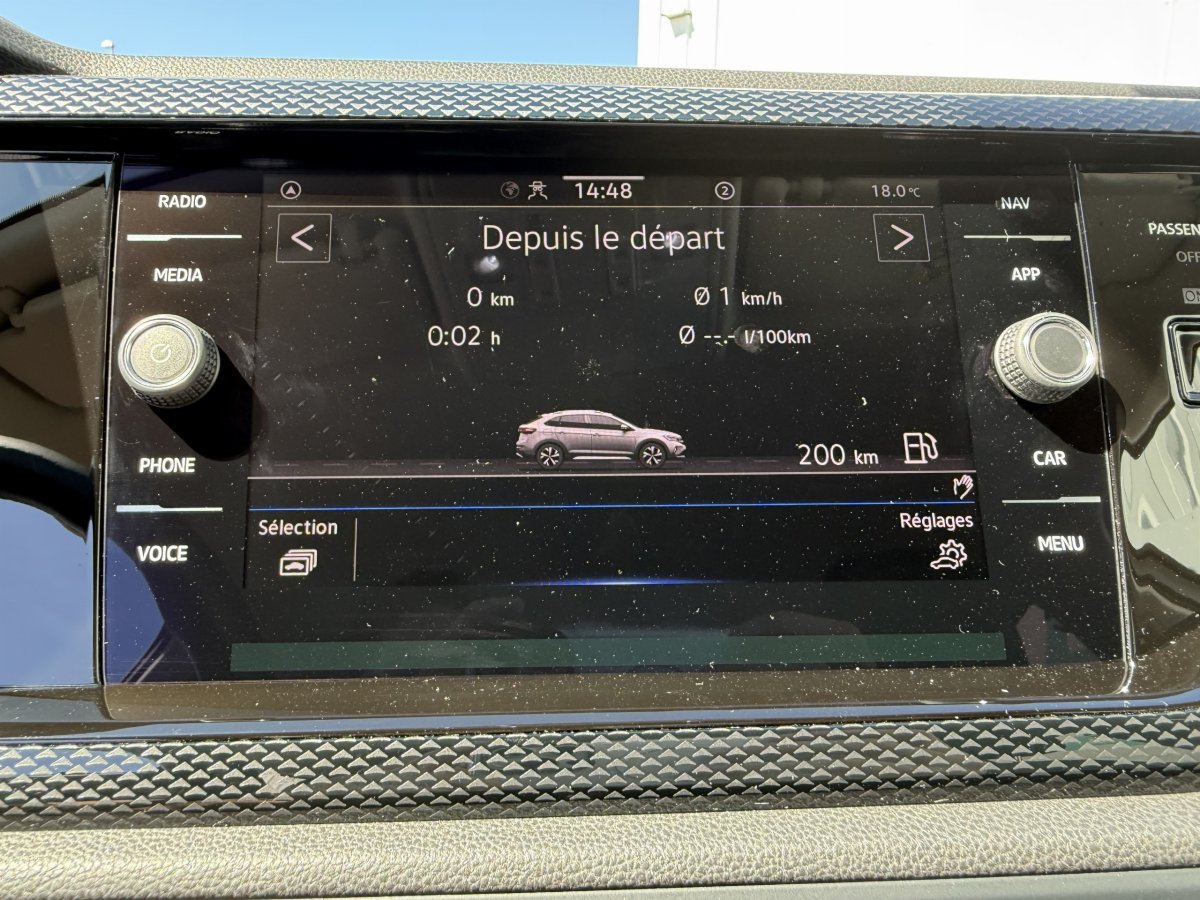 RADIO
MEDIA
PHONE
VOICE
14:48
2
18.0°C
< Depuis le départ >
0 km
Ø 1 km/h
0:02 h
Ø --.- l/100km
200 km
Sélection
Réglages
NAV
APP
CAR
MENU
PASSEN
OFF
ON